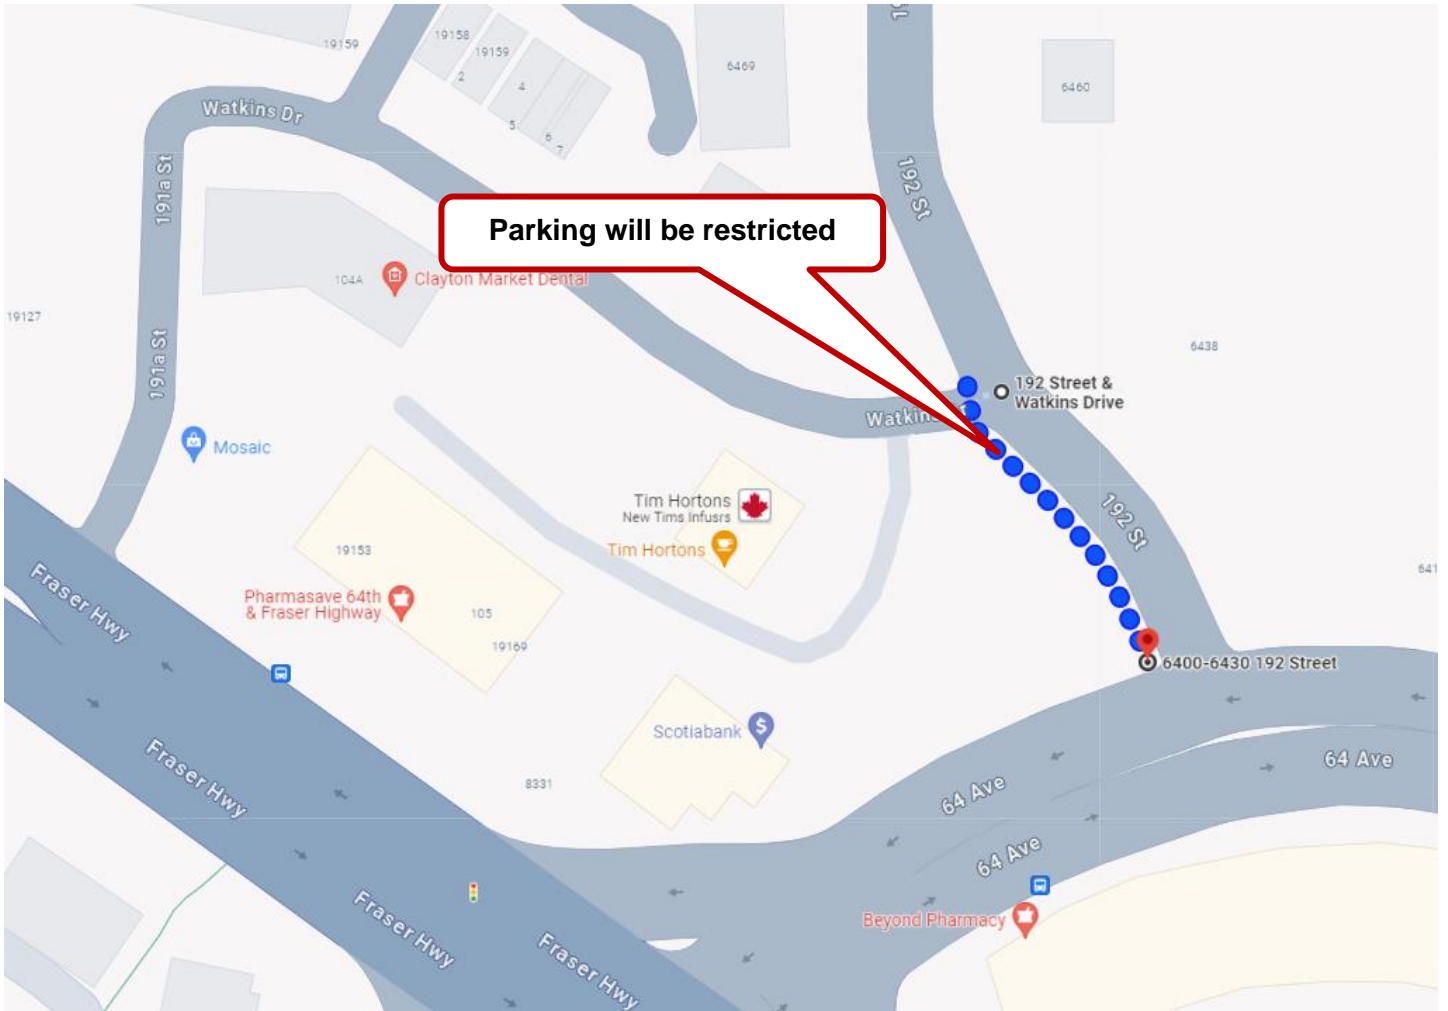 19158
19159
19159
2
4
5
6
7
6469
6460
Watkins Dr
191a St
192 St
Parking will be restricted
104A
Clayton Market Dental
19127
191a St
6438
192 Street &
Watkins Drive
Mosaic
Tim Hortons
New Tims Infusrs
Tim Hortons
192 St
19153
Pharmasave 64th
& Fraser Highway
105
19169
Fraser Hwy
6400-6430 192 Street
Scotiabank
Fraser Hwy
8331
64 Ave
64 Ave
64 Ave
Beyond Pharmacy
Fraser Hwy
Fraser Hwy